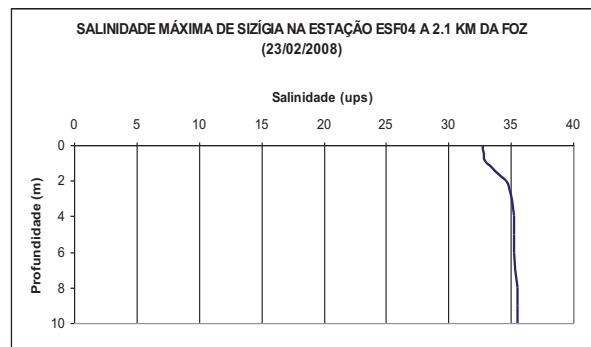 SALINIDADE MÁXIMA DE SIZÍGIA NA ESTAÇÃO ESF04 A 2.1 KM DA FOZ
(23/02/2008)
Salinidade (ups)
0 5 10 15 20 25 30 35 40
Profundidade (m)
0
2
4
6
8
10